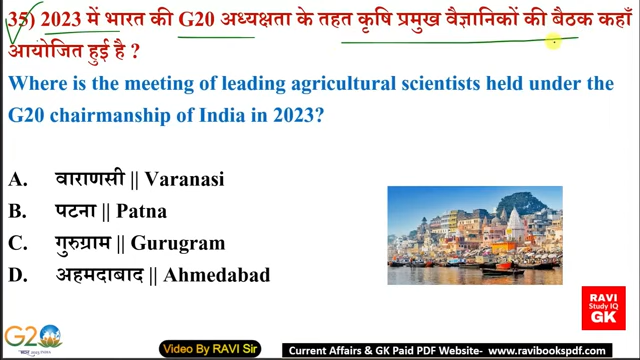 35) 2023 में भारत की G20 अध्यक्षता के तहत कृषि प्रमुख वैज्ञानिकों की बैठक कहाँ
आयोजित हुई है ?
Where is the meeting of leading agricultural scientists held under the
G20 chairmanship of India in 2023?
A. वाराणसी || Varanasi
B. पटना || Patna
C. गुरुग्राम || Gurugram
D. अहमदाबाद || Ahmedabad
RAVI
Study IQ
GK
G20
Video By RAVI Sir
Current Affairs & GK Paid PDF Website- www.ravibookspdf.com